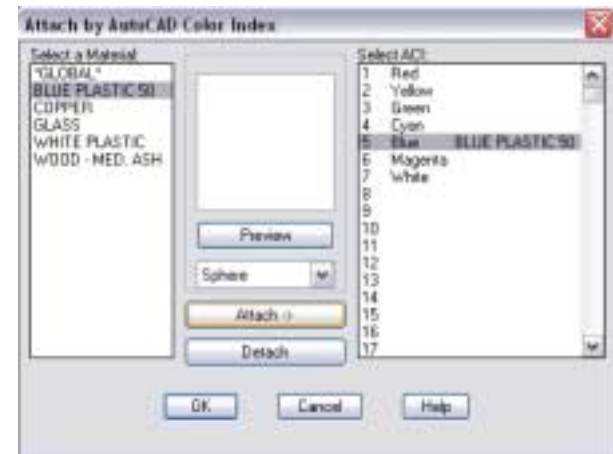 Attach by AutoCAD Color Index
Select a Material:
*GLOBAL*
BLUE PLASTIC 50
COPPER
GLASS
WHITE PLASTIC
WOOD - MED. ASH
Preview
Sphere
Attach ->
Detach
Select ACI:
1 Red
2 Yellow
3 Green
4 Cyan
5 Blue BLUE PLASTIC 50
6 Magenta
7 White
8
9
10
11
12
13
14
15
16
17
OK
Cancel
Help